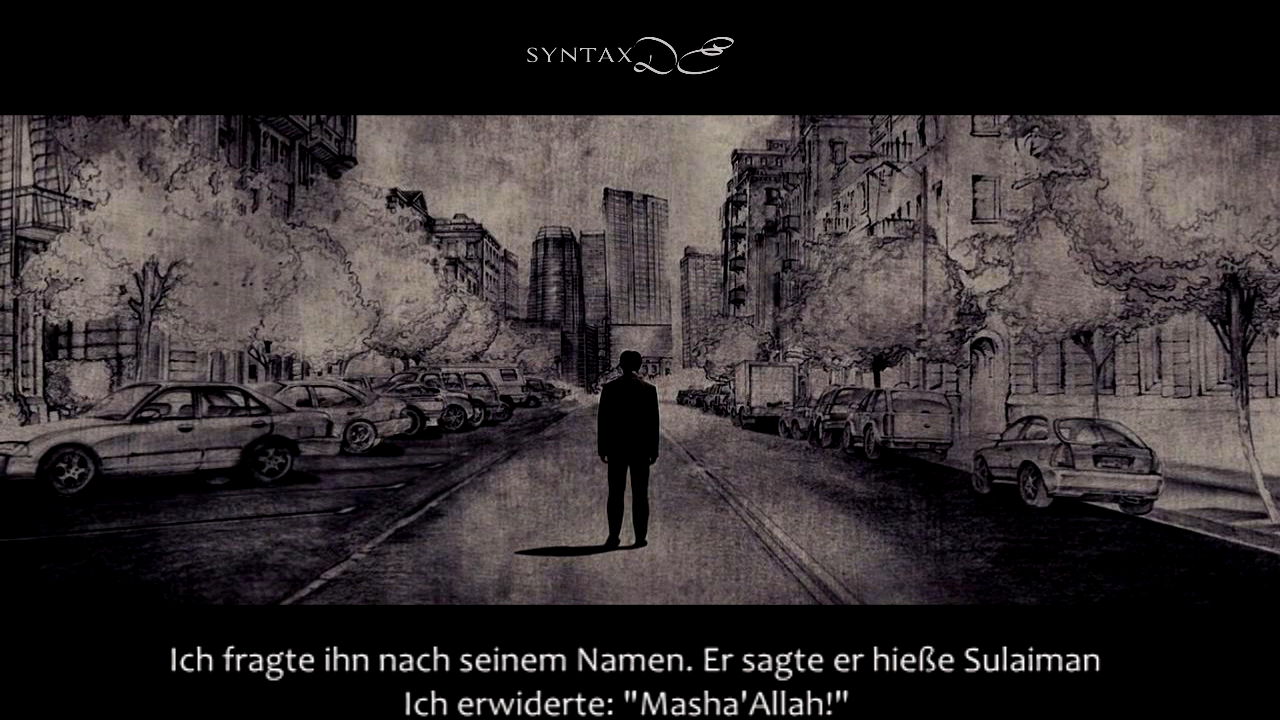 SYNTAX DE
Ich fragte ihn nach seinem Namen. Er sagte er hieße Sulaiman
Ich erwiderte: "Masha'Allah!"